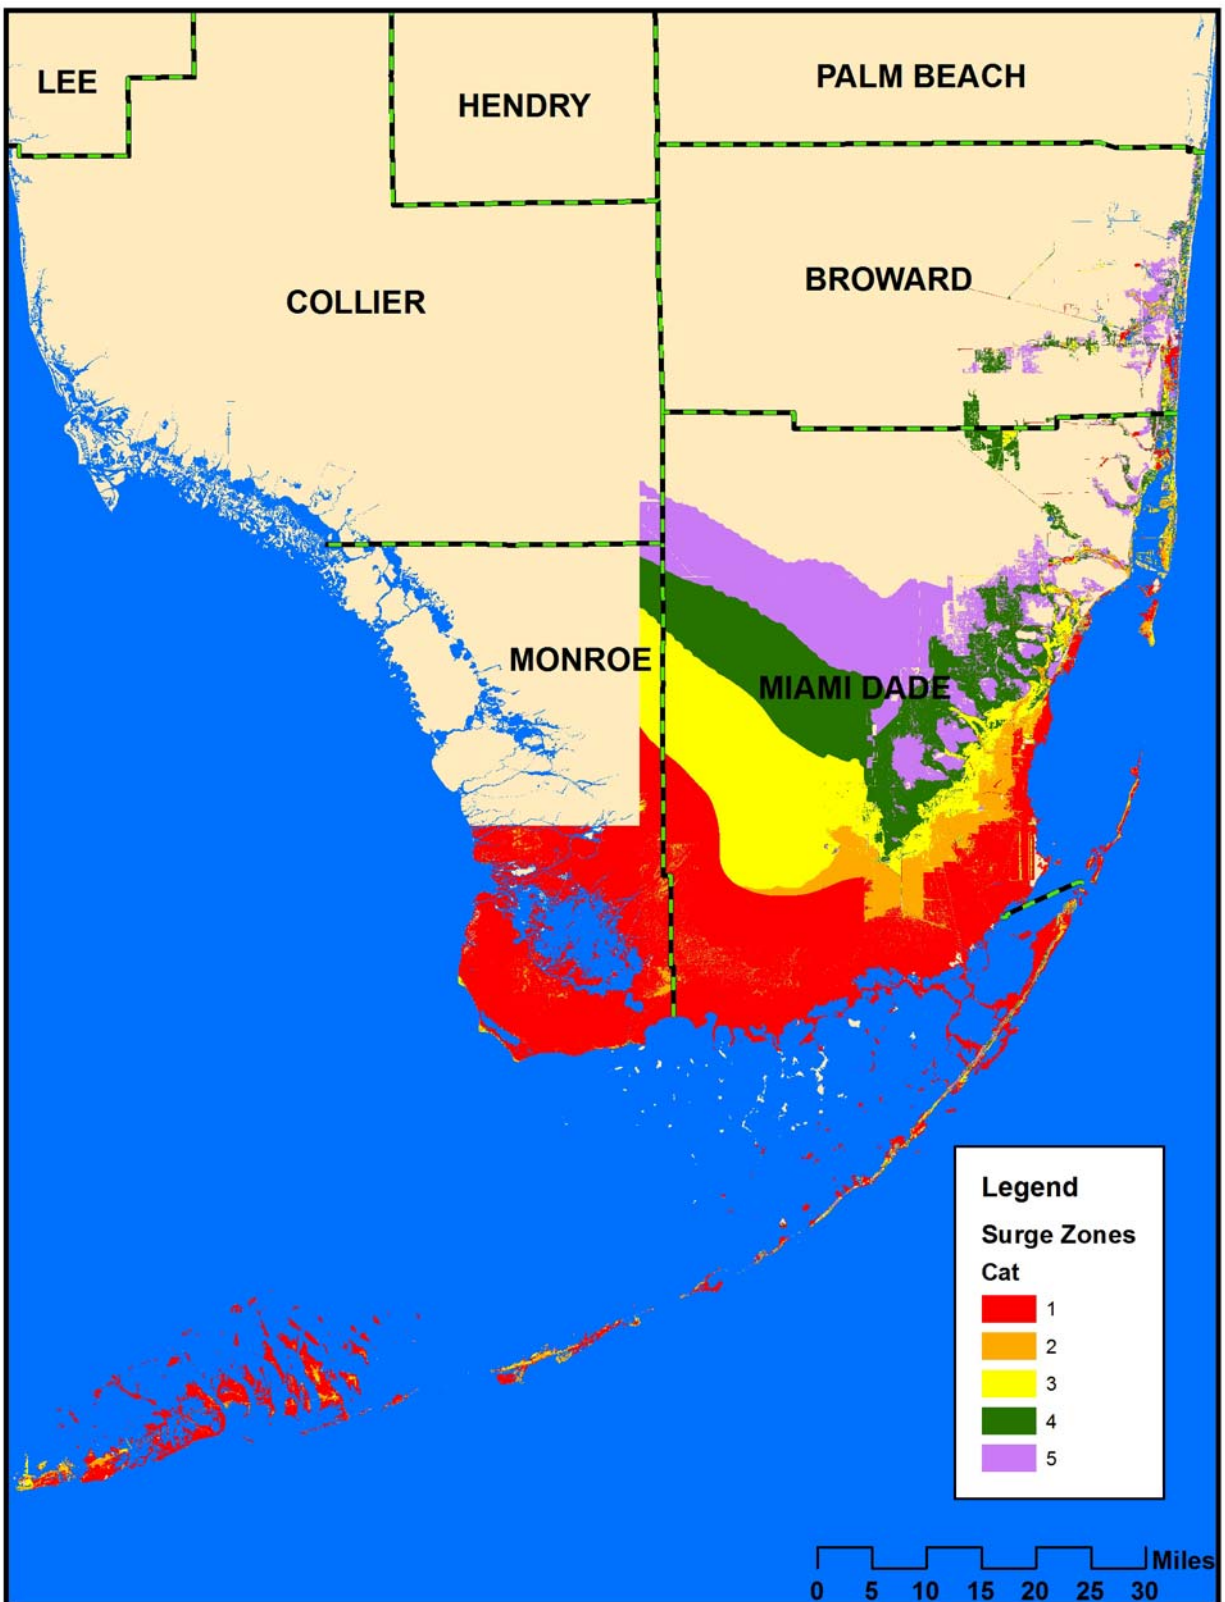 LEE
HENDRY
PALM BEACH
COLLIER
BROWARD
MONROE
MIAMI DADE
Legend
Surge Zones
Cat
1
2
3
4
5
Miles
0 5 10 15 20 25 30